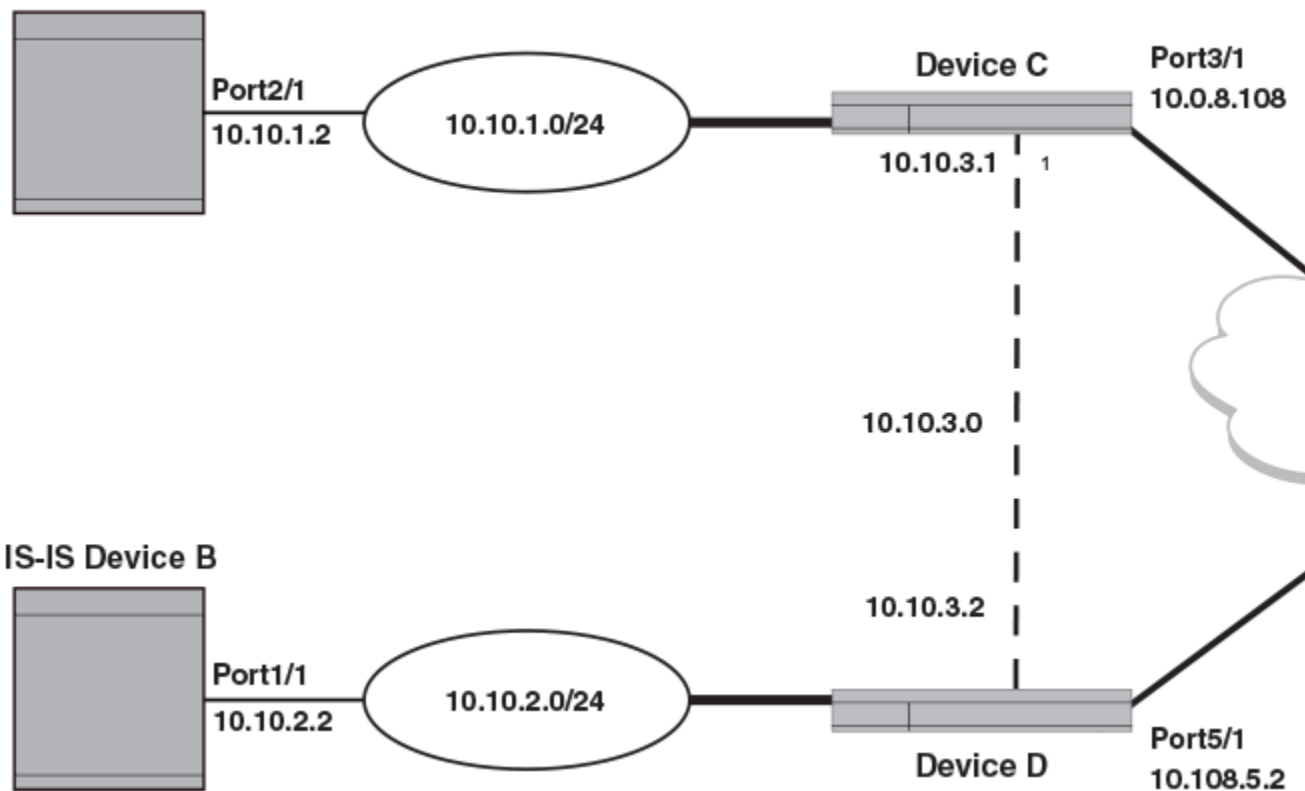 Device C
Port3/1
10.0.8.108
Port2/1
10.10.1.2
10.10.1.0/24
10.10.3.1
1
10.10.3.0
IS-IS Device B
10.10.3.2
Port1/1
10.10.2.2
10.10.2.0/24
Device D
Port5/1
10.108.5.2